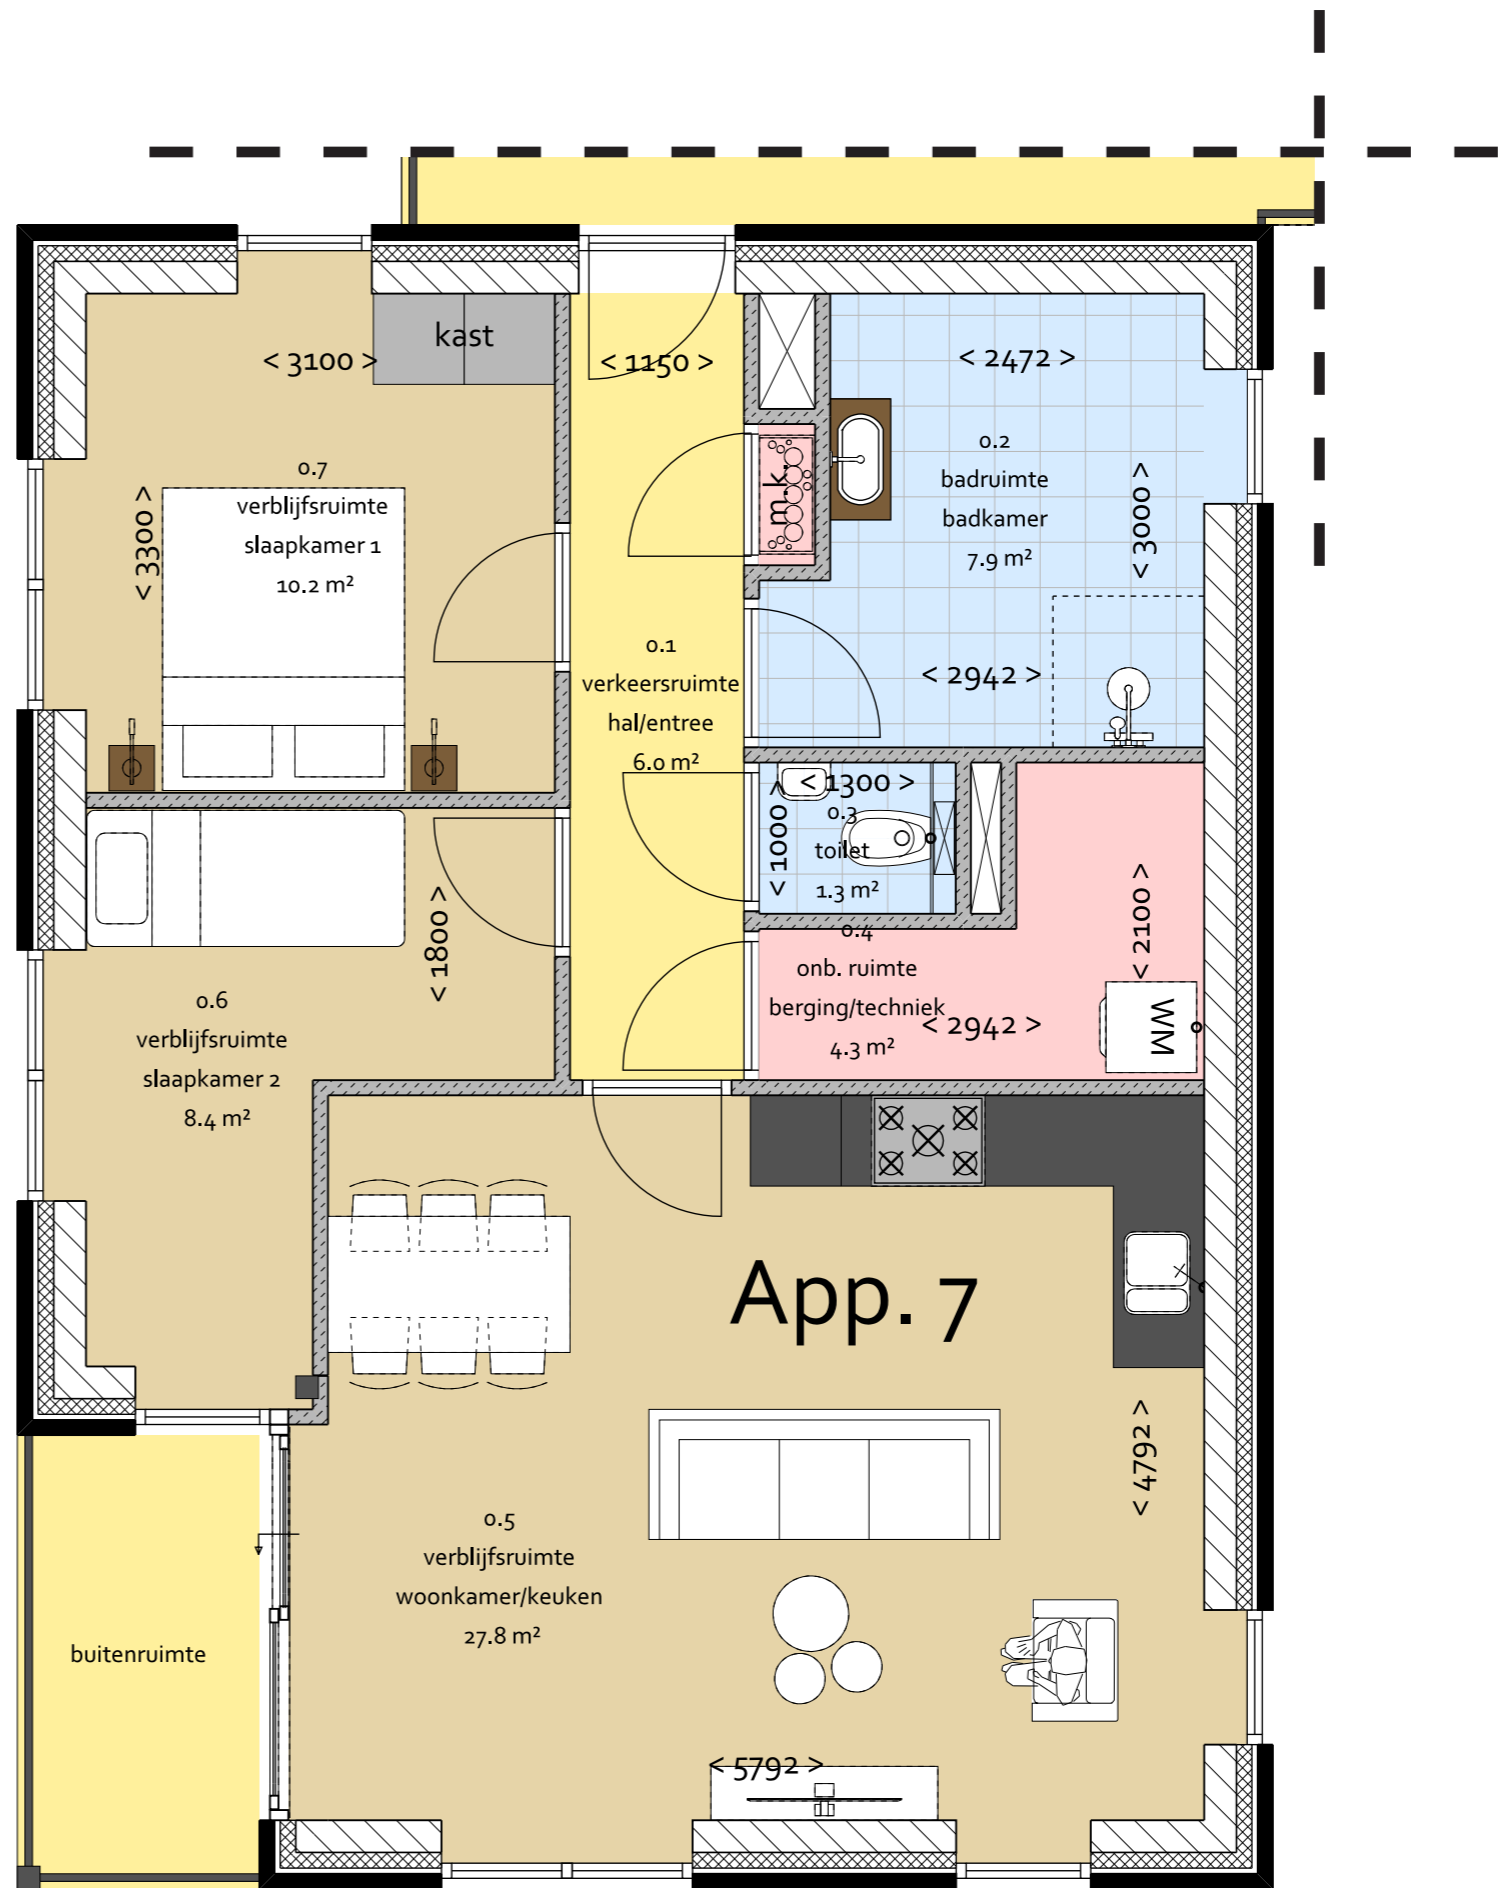 kast
< 3100 >
< 1150 >
< 2472 >
0.7
verblijfsruimte
slaapkamer 1
10.2 m²
< 3300 >
m.k.
0.2
badruimte
badkamer
7.9 m²
< 3000 >
0.1
verkeersruimte
hal/entree
6.0 m²
< 2942 >
< 1300 >
< 1000 >
0.3
toilet
1.3 m²
< 1800 >
0.4
onb. ruimte
berging/techniek
4.3 m²
< 2942 >
< 2100 >
WM
0.6
verblijfsruimte
slaapkamer 2
8.4 m²
App. 7
< 4792 >
0.5
verblijfsruimte
woonkamer/keuken
27.8 m²
buitenruimte
< 5792 >